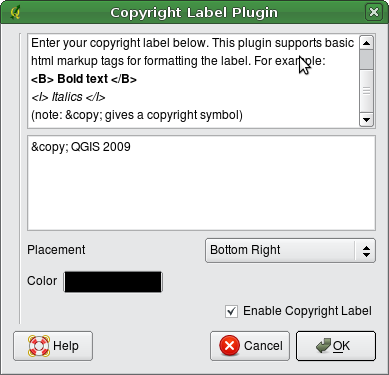 Copyright Label Plugin
Enter your copyright label below. This plugin supports basic
html markup tags for formatting the label. For example:
<B> Bold text </B>
<I> Italics </I>
(note: &copy; gives a copyright symbol)
&copy; QGIS 2009
Placement
Bottom Right
Color
Enable Copyright Label
Help
Cancel
OK